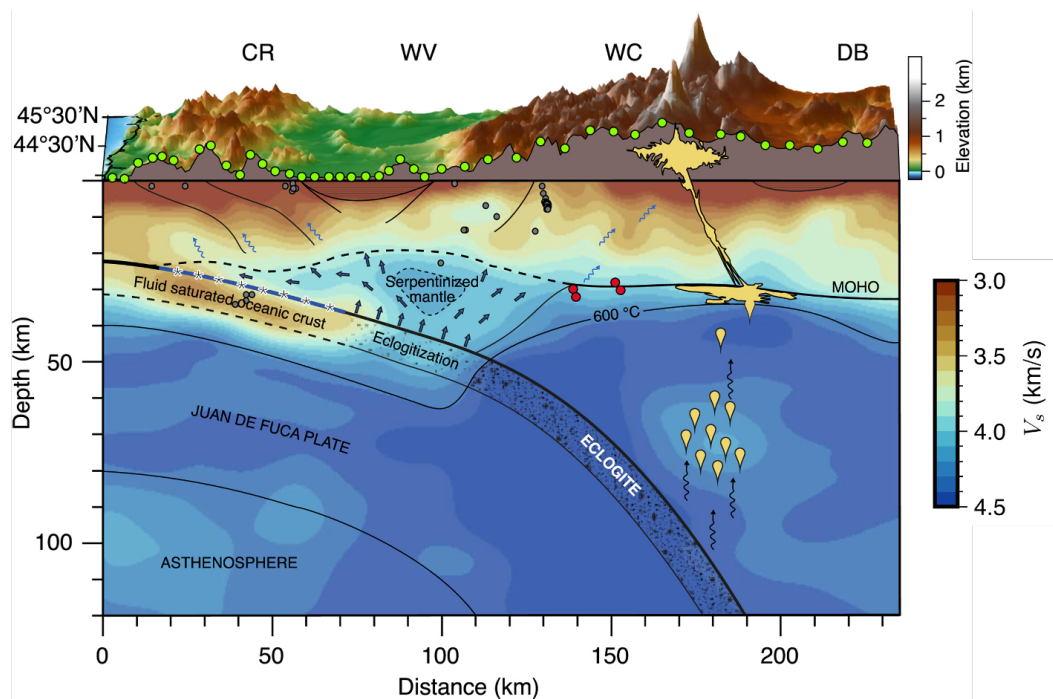 CR WV WC DB
45°30'N
44°30'N
Elevation (km)
2
1
0
Serpentinized
mantle
MOHO
Fluid saturated oceanic crust
600 °C
Eclogitization
JUAN DE FUCA PLATE
ECLOGITE
ASTHENOSPHERE
Depth (km)
50
100
0 50 100 150 200
Distance (km)
3.0
3.5
4.0
4.5
Vs (km/s)